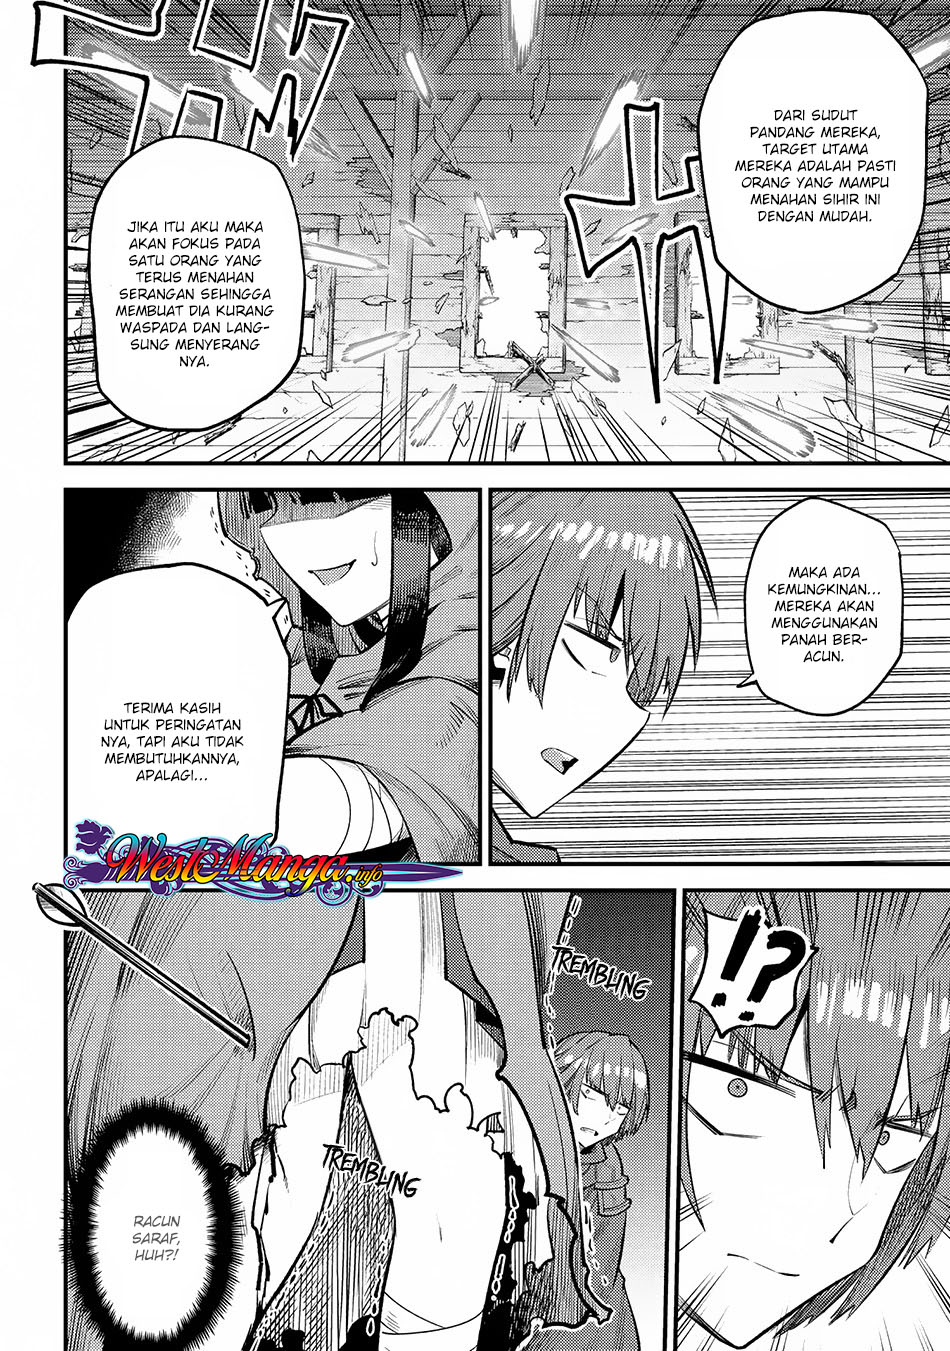 DARI SUDUT
PANDANG MEREKA,
TARGET UTAMA
MEREKA ADALAH PASTI
ORANG YANG MAMPU
MENAHAN SIHIR INI
DENGAN MUDAH.
JIKA ITU AKU MAKA
AKAN FOKUS PADA
SATU ORANG YANG
TERUS MENAHAN
SERANGAN SEHINGGA
MEMBUAT DIA KURANG
WASPADA DAN LANG-
SUNG MENYERANG
NYA.
MAKA ADA
KEMUNGKINAN...
MEREKA AKAN
MENGGUNAKAN
PANAH BER-
ACUN.
TERIMA KASIH
UNTUK PERINGATAN
NYA, TAPI AKU TIDAK
MEMBUTUHKANNYA,
APALAGI...
WestManga.info
!?
TREMBLING
TREMBLING
RACUN
SARAF,
HUH?!